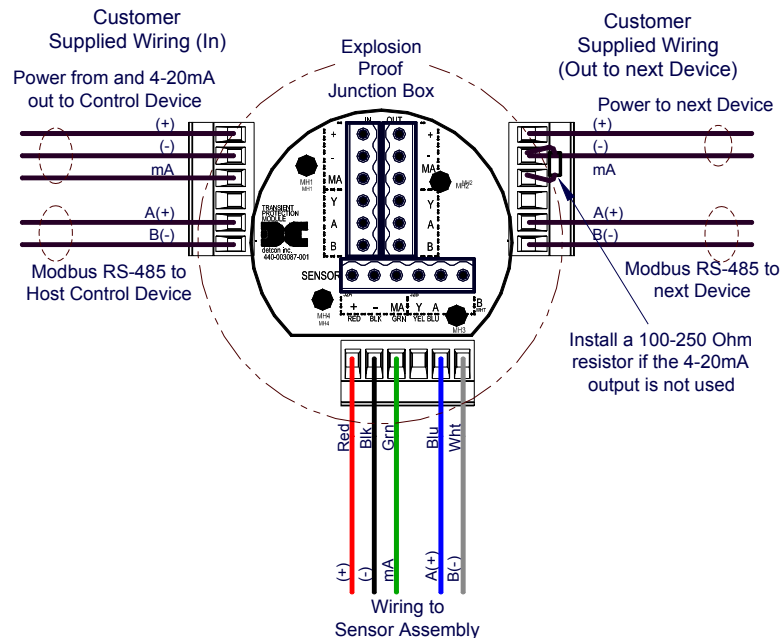 Customer
Supplied Wiring (In)
Power from and 4-20mA
out to Control Device
(+)
(-)
mA
A(+)
B(-)
Modbus RS-485 to
Host Control Device
Explosion
Proof
Junction Box
IN OUT
+ +
- -
MA MA
Y Y
A A
B B
MH1
MH1
MH2
MH2
TRANSIENT
PROTECTION
MODULE
detcon inc.
440-003087-001
SENSOR
+ - MA Y A B
RED BLK GRN YEL BLU WHT
MH4
MH4
MH3
Customer
Supplied Wiring
(Out to next Device)
Power to next Device
(+)
(-)
mA
A(+)
B(-)
Modbus RS-485 to
next Device
Install a 100-250 Ohm
resistor if the 4-20mA
output is not used
Red
Blk
Grn
Blu
Wht
(+)
(-)
mA
A(+)
B(-)
Wiring to
Sensor Assembly